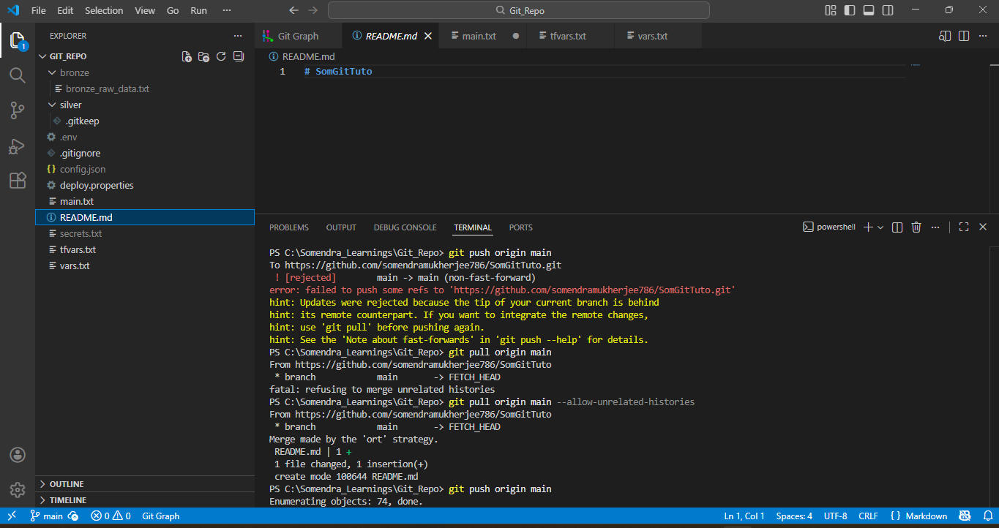 File Edit Selection View Go Run ··· Git_Repo
EXPLORER ···
1
GIT_REPO
bronze
bronze_raw_data.txt
silver
.gitkeep
.env
.gitignore
config.json
deploy.properties
main.txt
README.md
secrets.txt
tfvars.txt
vars.txt
OUTLINE
TIMELINE
Git Graph README.md main.txt tfvars.txt vars.txt
README.md
1 # SomGitTuto
PROBLEMS OUTPUT DEBUG CONSOLE TERMINAL PORTS powershell
PS C:\Somendra_Learnings\Git_Repo> git push origin main
To https://github.com/somendramukherjee786/SomGitTuto.git
! [rejected] main -> main (non-fast-forward)
error: failed to push some refs to 'https://github.com/somendramukherjee786/SomGitTuto.git'
hint: Updates were rejected because the tip of your current branch is behind
hint: its remote counterpart. If you want to integrate the remote changes,
hint: use 'git pull' before pushing again.
hint: See the 'Note about fast-forwards' in 'git push --help' for details.
PS C:\Somendra_Learnings\Git_Repo> git pull origin main
From https://github.com/somendramukherjee786/SomGitTuto
* branch main -> FETCH_HEAD
fatal: refusing to merge unrelated histories
PS C:\Somendra_Learnings\Git_Repo> git pull origin main --allow-unrelated-histories
From https://github.com/somendramukherjee786/SomGitTuto
* branch main -> FETCH_HEAD
Merge made by the 'ort' strategy.
README.md | 1 +
1 file changed, 1 insertion(+)
create mode 100644 README.md
PS C:\Somendra_Learnings\Git_Repo> git push origin main
Enumerating objects: 74, done.
main 0 0 Git Graph Ln 1, Col 1 Spaces: 4 UTF-8 CRLF { } Markdown